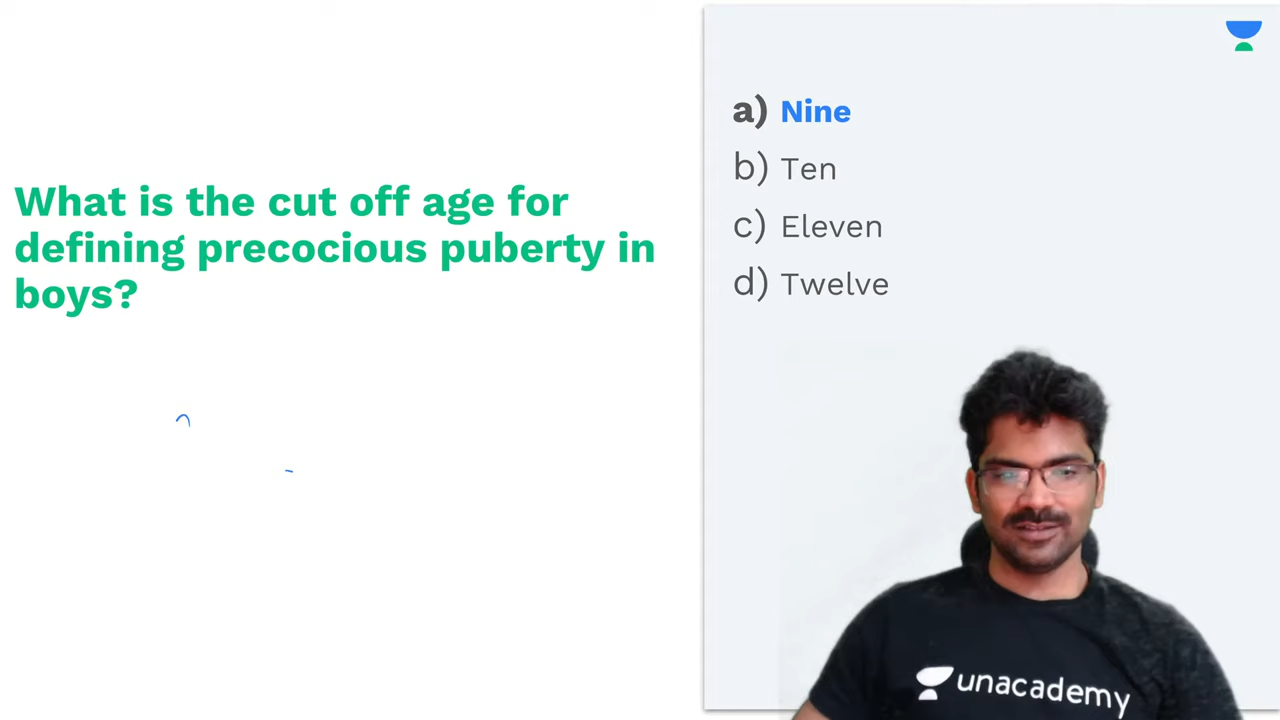 What is the cut off age for
defining precocious puberty in
boys?
a) Nine
b) Ten
c) Eleven
d) Twelve
unacademy